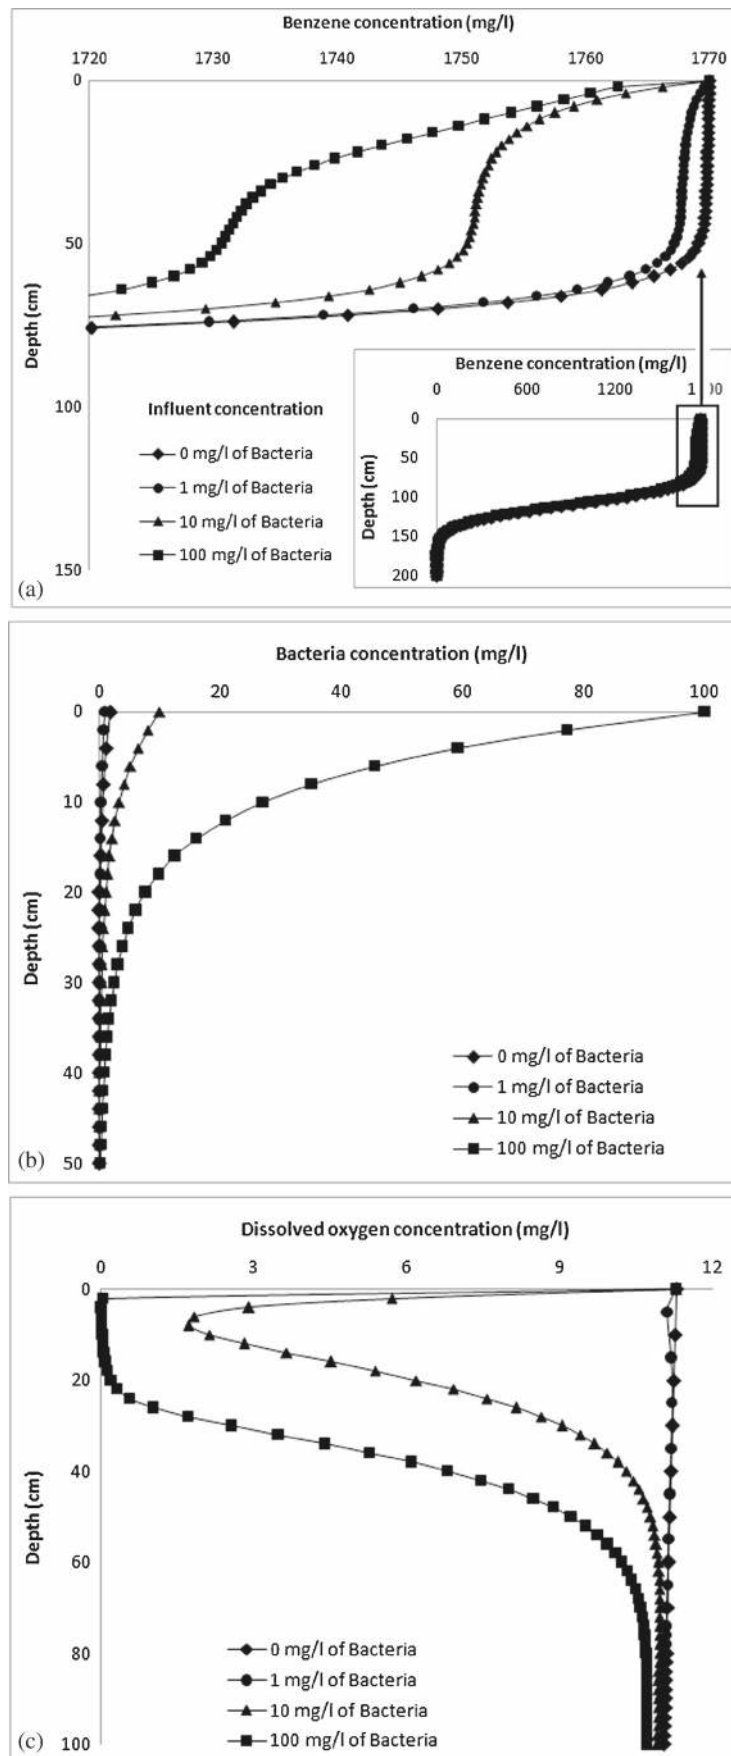 Benzene concentration (mg/l)
1720 1730 1740 1750 1760 1770
0
50
100
150
Depth (cm)
Influent concentration
0 mg/l of Bacteria
1 mg/l of Bacteria
10 mg/l of Bacteria
100 mg/l of Bacteria
Benzene concentration (mg/l)
0 600 1200
0
50
100
150
200
Depth (cm)
(a)
Bacteria concentration (mg/l)
0 20 40 60 80 100
0
10
20
30
40
50
Depth (cm)
0 mg/l of Bacteria
1 mg/l of Bacteria
10 mg/l of Bacteria
100 mg/l of Bacteria
(b)
Dissolved oxygen concentration (mg/l)
0 3 6 9 12
0
20
40
60
80
100
Depth (cm)
0 mg/l of Bacteria
1 mg/l of Bacteria
10 mg/l of Bacteria
100 mg/l of Bacteria
(c)